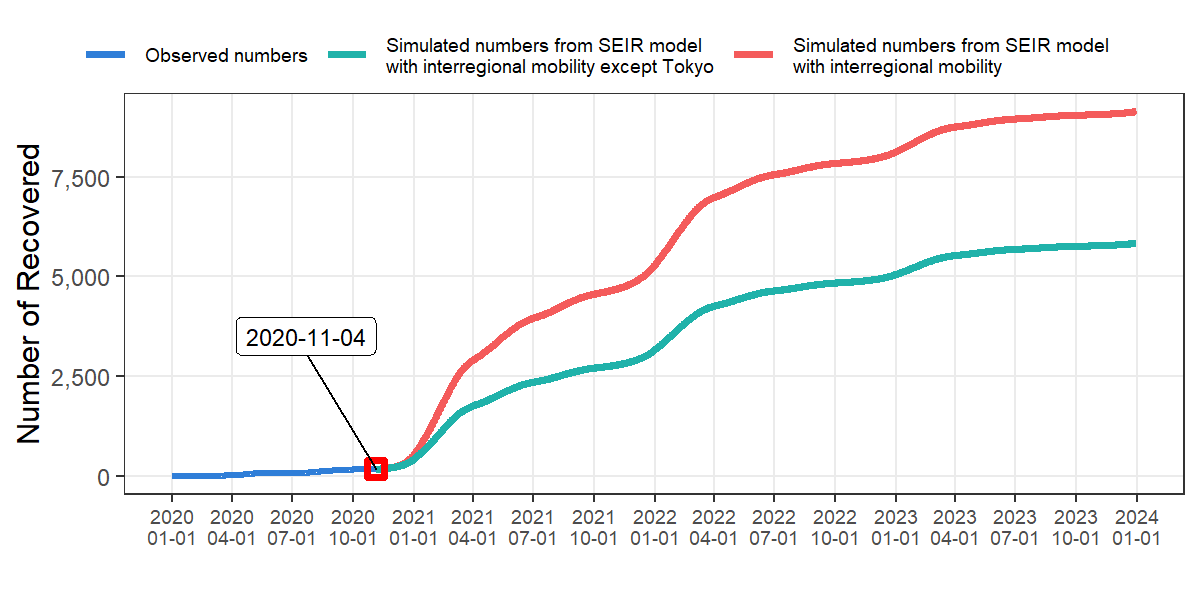 Observed numbers
Simulated numbers from SEIR model
with interregional mobility except Tokyo
Simulated numbers from SEIR model
with interregional mobility
Number of Recovered
7,500
5,000
2,500
0
2020-11-04
2020 2020 2020 2020 2021 2021 2021 2021 2022 2022 2022 2022 2023 2023 2023 2023 2024
01-01 04-01 07-01 10-01 01-01 04-01 07-01 10-01 01-01 04-01 07-01 10-01 01-01 04-01 07-01 10-01 01-01